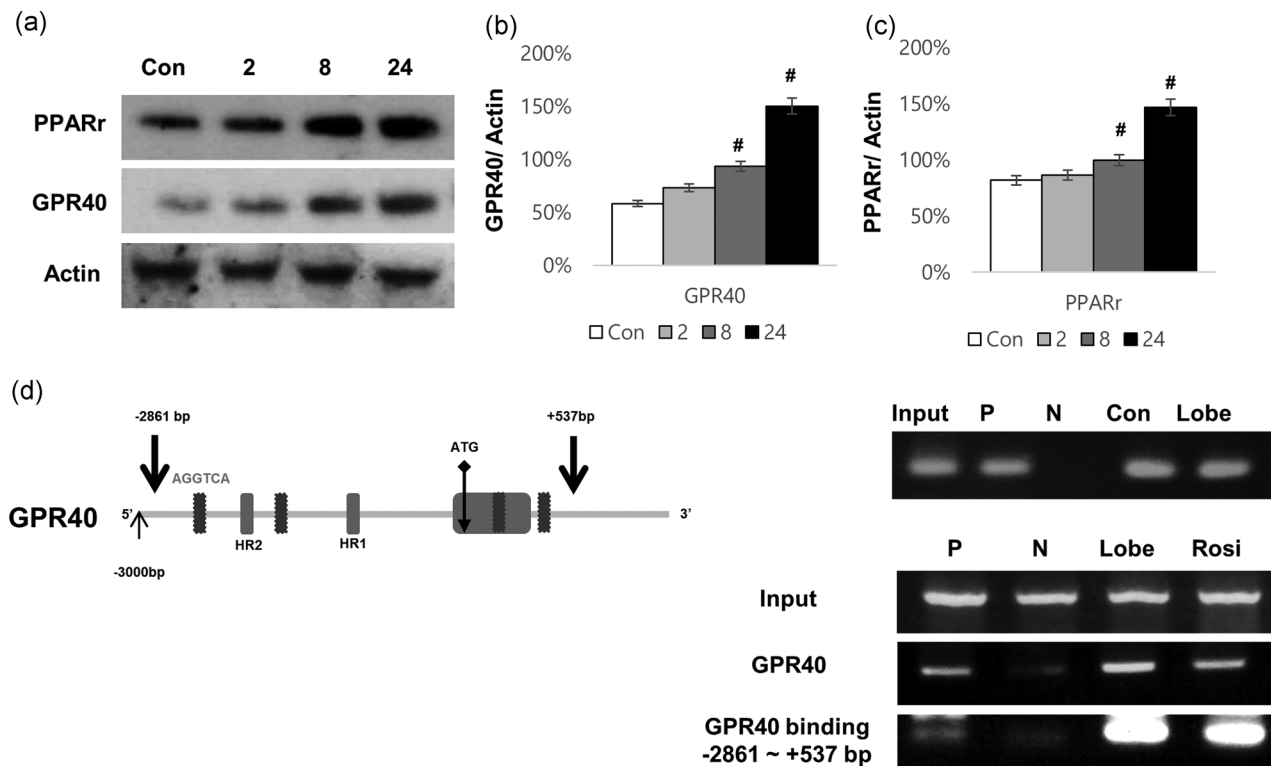 (a)
Con 2 8 24
PPARr
GPR40
Actin
(b)
200%
150%
100%
50%
0%
GPR40/ Actin
#
#
GPR40
Con 2 8 24
(c)
200%
150%
100%
50%
0%
PPARr/ Actin
#
#
PPARr
Con 2 8 24
(d)
-2861 bp
+537bp
ATG
AGGTCA
GPR40
5’
3’
HR2
HR1
-3000bp
Input P N Con Lobe
P N Lobe Rosi
Input
GPR40
GPR40 binding
-2861 ~ +537 bp